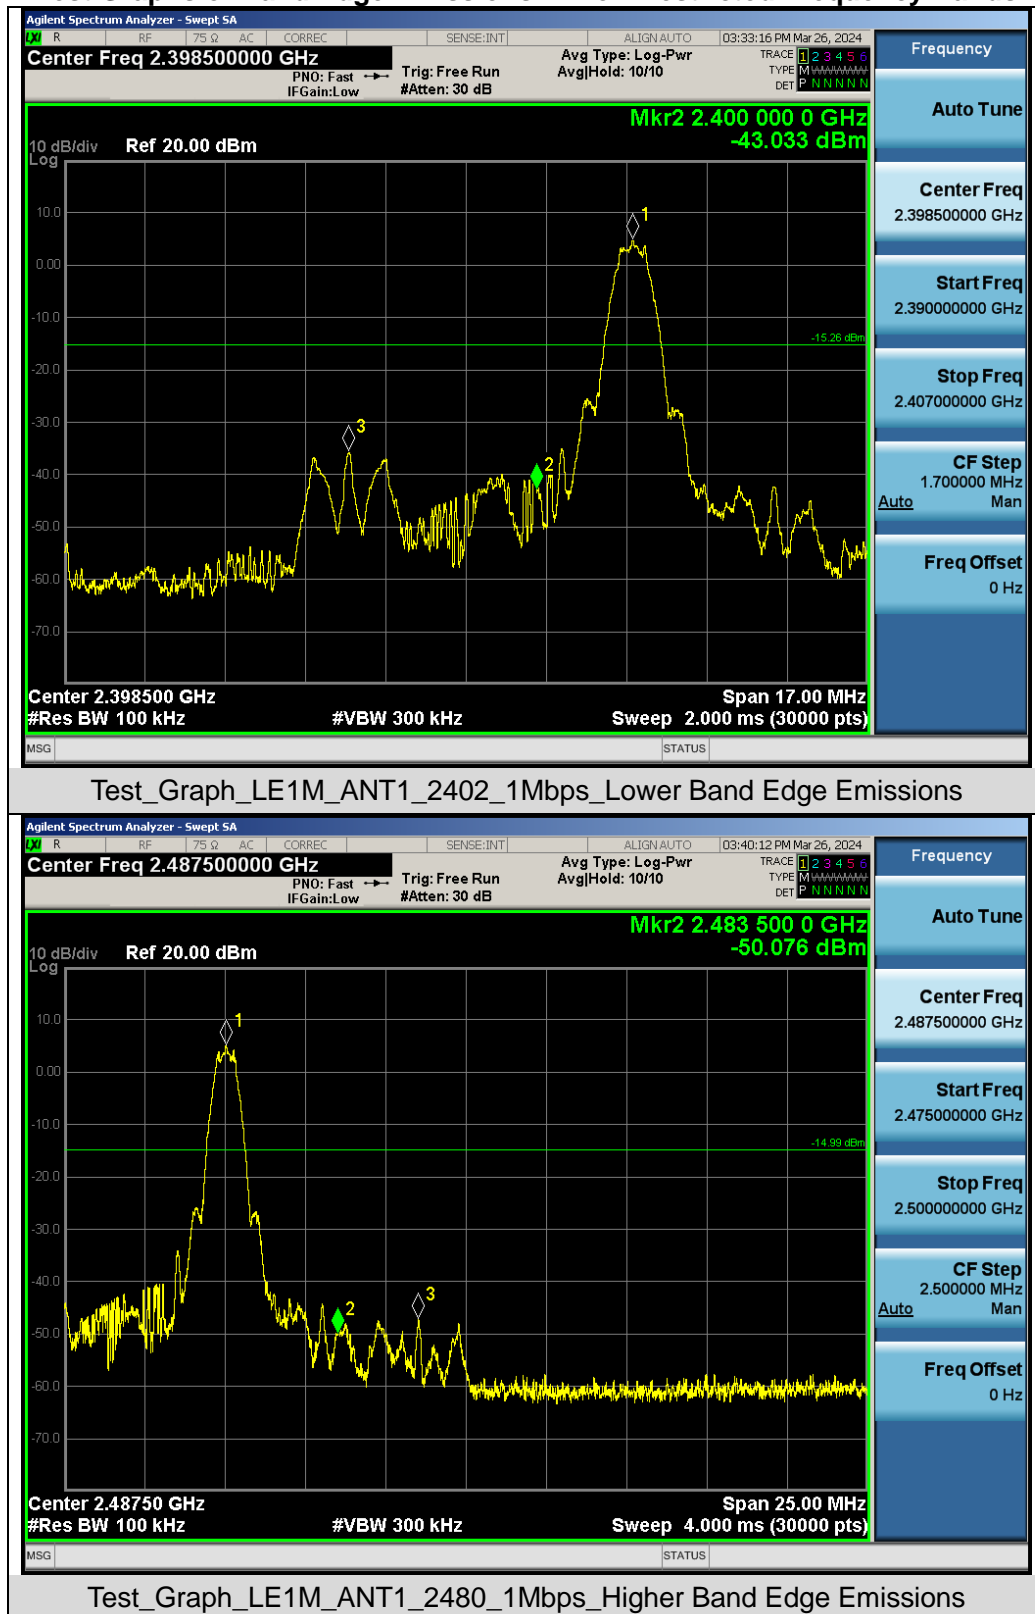 Agilent Spectrum Analyzer - Swept SA
LXI R RF 75 Ω AC CORREC SENSE:INT ALIGN AUTO 03:33:16 PM Mar 26, 2024
Center Freq 2.398500000 GHz
PNO: Fast
IFGain:Low
Trig: Free Run
#Atten: 30 dB
Avg Type: Log-Pwr
Avg|Hold: 10/10
TRACE 1 2 3 4 5 6
TYPE M
DET P N N N N N
Mkr2 2.400 000 0 GHz
-43.033 dBm
10 dB/div Ref 20.00 dBm
Log
10.0
0.00
-10.0
-20.0
-30.0
-40.0
-50.0
-60.0
-70.0
1
2
3
-15.26 dBm
Center 2.398500 GHz Span 17.00 MHz
#Res BW 100 kHz #VBW 300 kHz Sweep 2.000 ms (30000 pts)
MSG STATUS
Frequency
Auto Tune
Center Freq
2.398500000 GHz
Start Freq
2.390000000 GHz
Stop Freq
2.407000000 GHz
CF Step
1.700000 MHz
Auto Man
Freq Offset
0 Hz
Test_Graph_LE1M_ANT1_2402_1Mbps_Lower Band Edge Emissions
Agilent Spectrum Analyzer - Swept SA
LXI R RF 75 Ω AC CORREC SENSE:INT ALIGN AUTO 03:40:12 PM Mar 26, 2024
Center Freq 2.487500000 GHz
PNO: Fast
IFGain:Low
Trig: Free Run
#Atten: 30 dB
Avg Type: Log-Pwr
Avg|Hold: 10/10
TRACE 1 2 3 4 5 6
TYPE M
DET P N N N N N
Mkr2 2.483 500 0 GHz
-50.076 dBm
10 dB/div Ref 20.00 dBm
Log
10.0
0.00
-10.0
-20.0
-30.0
-40.0
-50.0
-60.0
-70.0
1
2
3
-14.99 dBm
Center 2.48750 GHz Span 25.00 MHz
#Res BW 100 kHz #VBW 300 kHz Sweep 4.000 ms (30000 pts)
MSG STATUS
Frequency
Auto Tune
Center Freq
2.487500000 GHz
Start Freq
2.475000000 GHz
Stop Freq
2.500000000 GHz
CF Step
2.500000 MHz
Auto Man
Freq Offset
0 Hz
Test_Graph_LE1M_ANT1_2480_1Mbps_Higher Band Edge Emissions